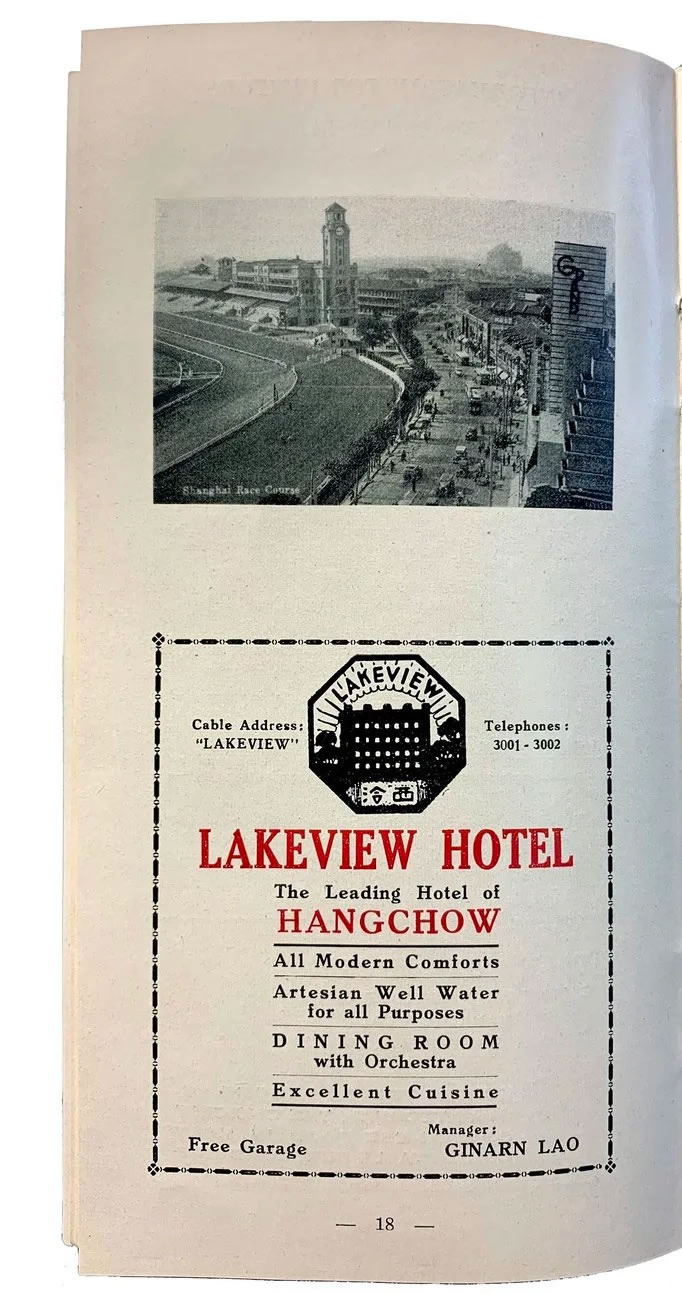 GRAND
Shanghai Race Course
LAKEVIEW
Cable Address:
"LAKEVIEW"
Telephones:
3001 - 3002
西泠
LAKEVIEW HOTEL
The Leading Hotel of
HANGCHOW
All Modern Comforts
Artesian Well Water
for all Purposes
DINING ROOM
with Orchestra
Excellent Cuisine
Free Garage
Manager:
GINARN LAO
— 18 —